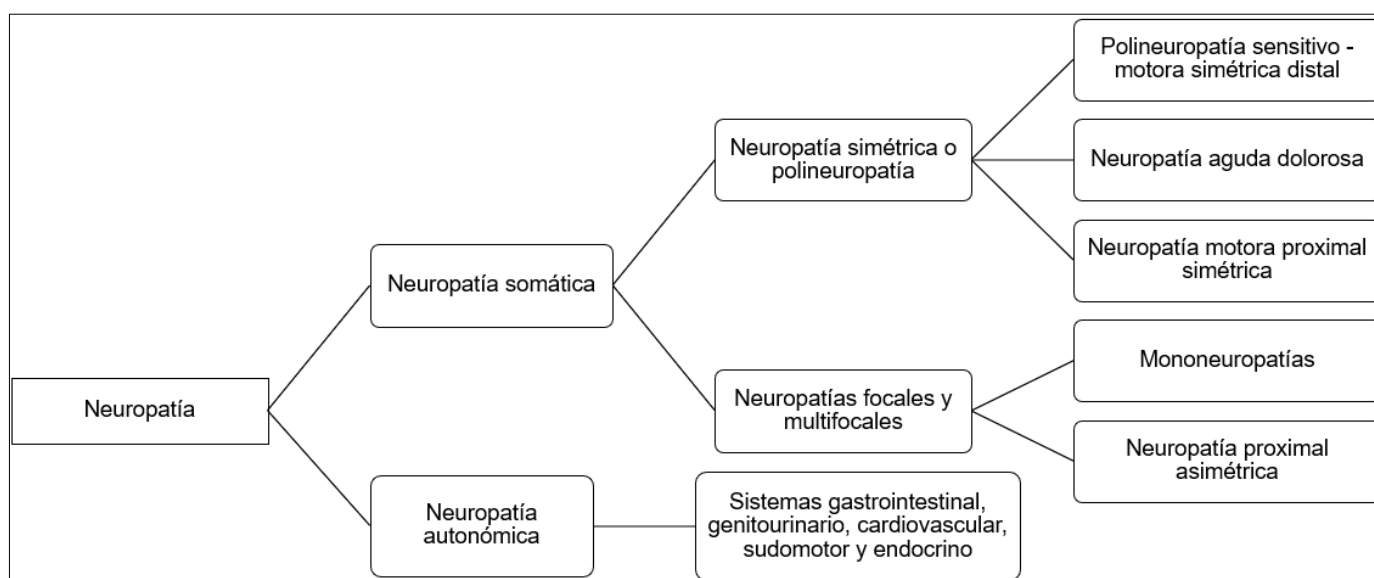 Polineuropatía sensitivo -
motora simétrica distal
Neuropatía simétrica o
polineuropatía
Neuropatía aguda dolorosa
Neuropatía motora proximal
simétrica
Neuropatía somática
Mononeuropatías
Neuropatía
Neuropatías focales y
multifocales
Neuropatía proximal
asimétrica
Neuropatía
autonómica
Sistemas gastrointestinal,
genitourinario, cardiovascular,
sudomotor y endocrino